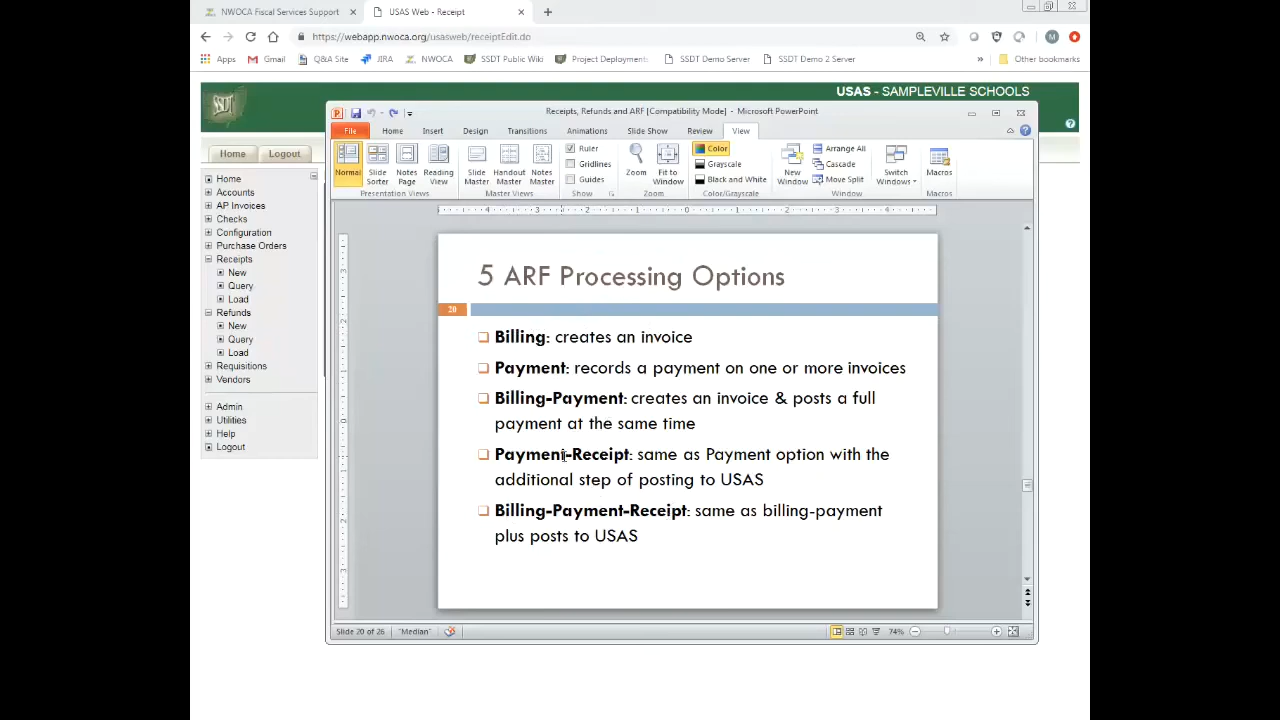 NWOCA Fiscal Services Support
USAS Web - Receipt
https://webapp.nwoca.org/usasweb/receiptEdit.do
Apps
Gmail
Q&A Site
JIRA
NWOCA
SSDT Public Wiki
Project Deployments
SSDT Demo Server
SSDT Demo 2 Server
»
Other bookmarks
SSDT
USAS - SAMPLEVILLE SCHOOLS
Home
Logout
Home
Accounts
AP Invoices
Checks
Configuration
Purchase Orders
Receipts
New
Query
Load
Refunds
New
Query
Load
Requisitions
Vendors
Admin
Utilities
Help
Logout
Receipts, Refunds and ARF [Compatibility Mode] - Microsoft PowerPoint
File
Home
Insert
Design
Transitions
Animations
Slide Show
Review
View
Normal
Slide Sorter
Notes Page
Reading View
Presentation Views
Slide Master
Handout Master
Notes Master
Master Views
Ruler
Gridlines
Guides
Show
Zoom
Fit to Window
Zoom
Color
Grayscale
Black and White
Color/Grayscale
New Window
Arrange All
Cascade
Move Split
Switch Windows
Window
Macros
Macros
5 ARF Processing Options
20
Billing: creates an invoice
Payment: records a payment on one or more invoices
Billing-Payment: creates an invoice & posts a full
payment at the same time
Payment-Receipt: same as Payment option with the
additional step of posting to USAS
Billing-Payment-Receipt: same as billing-payment
plus posts to USAS
Slide 20 of 26
"Median"
74%